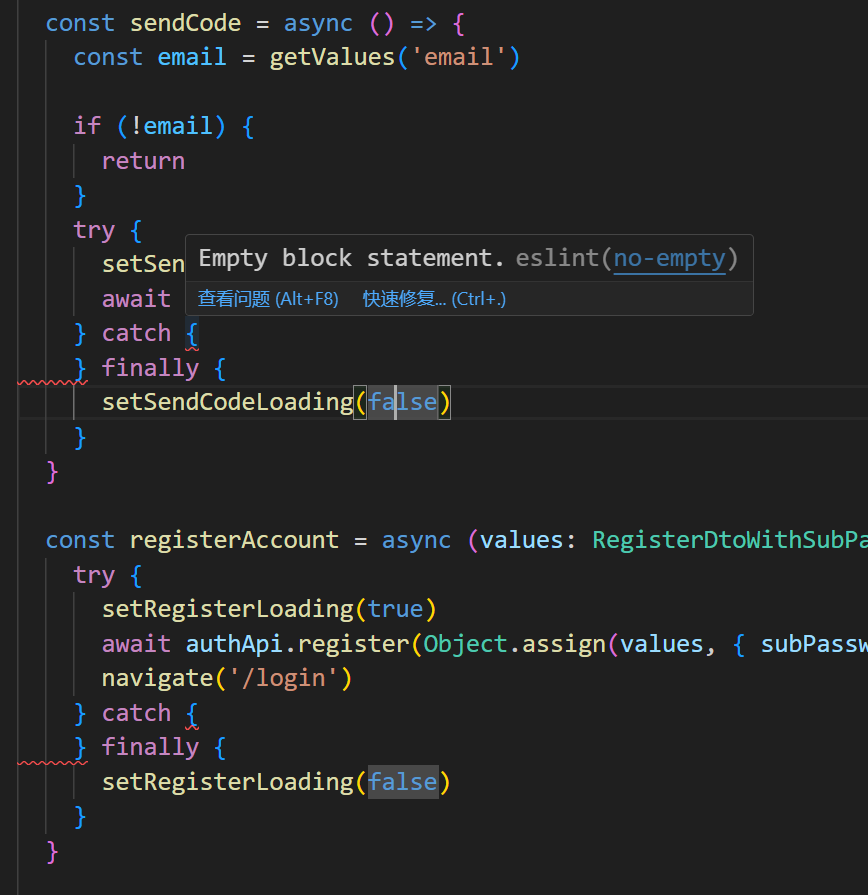 const sendCode = async () => {
const email = getValues('email')
if (!email) {
return
}
try {
setSen
Empty block statement. eslint(no-empty)
await
查看问题 (Alt+F8) 快速修复... (Ctrl+.)
} catch {
} finally {
setSendCodeLoading(false)
}
}
const registerAccount = async (values: RegisterDtoWithSubPa
try {
setRegisterLoading(true)
await authApi.register(Object.assign(values, { subPassw
navigate('/login')
} catch {
} finally {
setRegisterLoading(false)
}
}